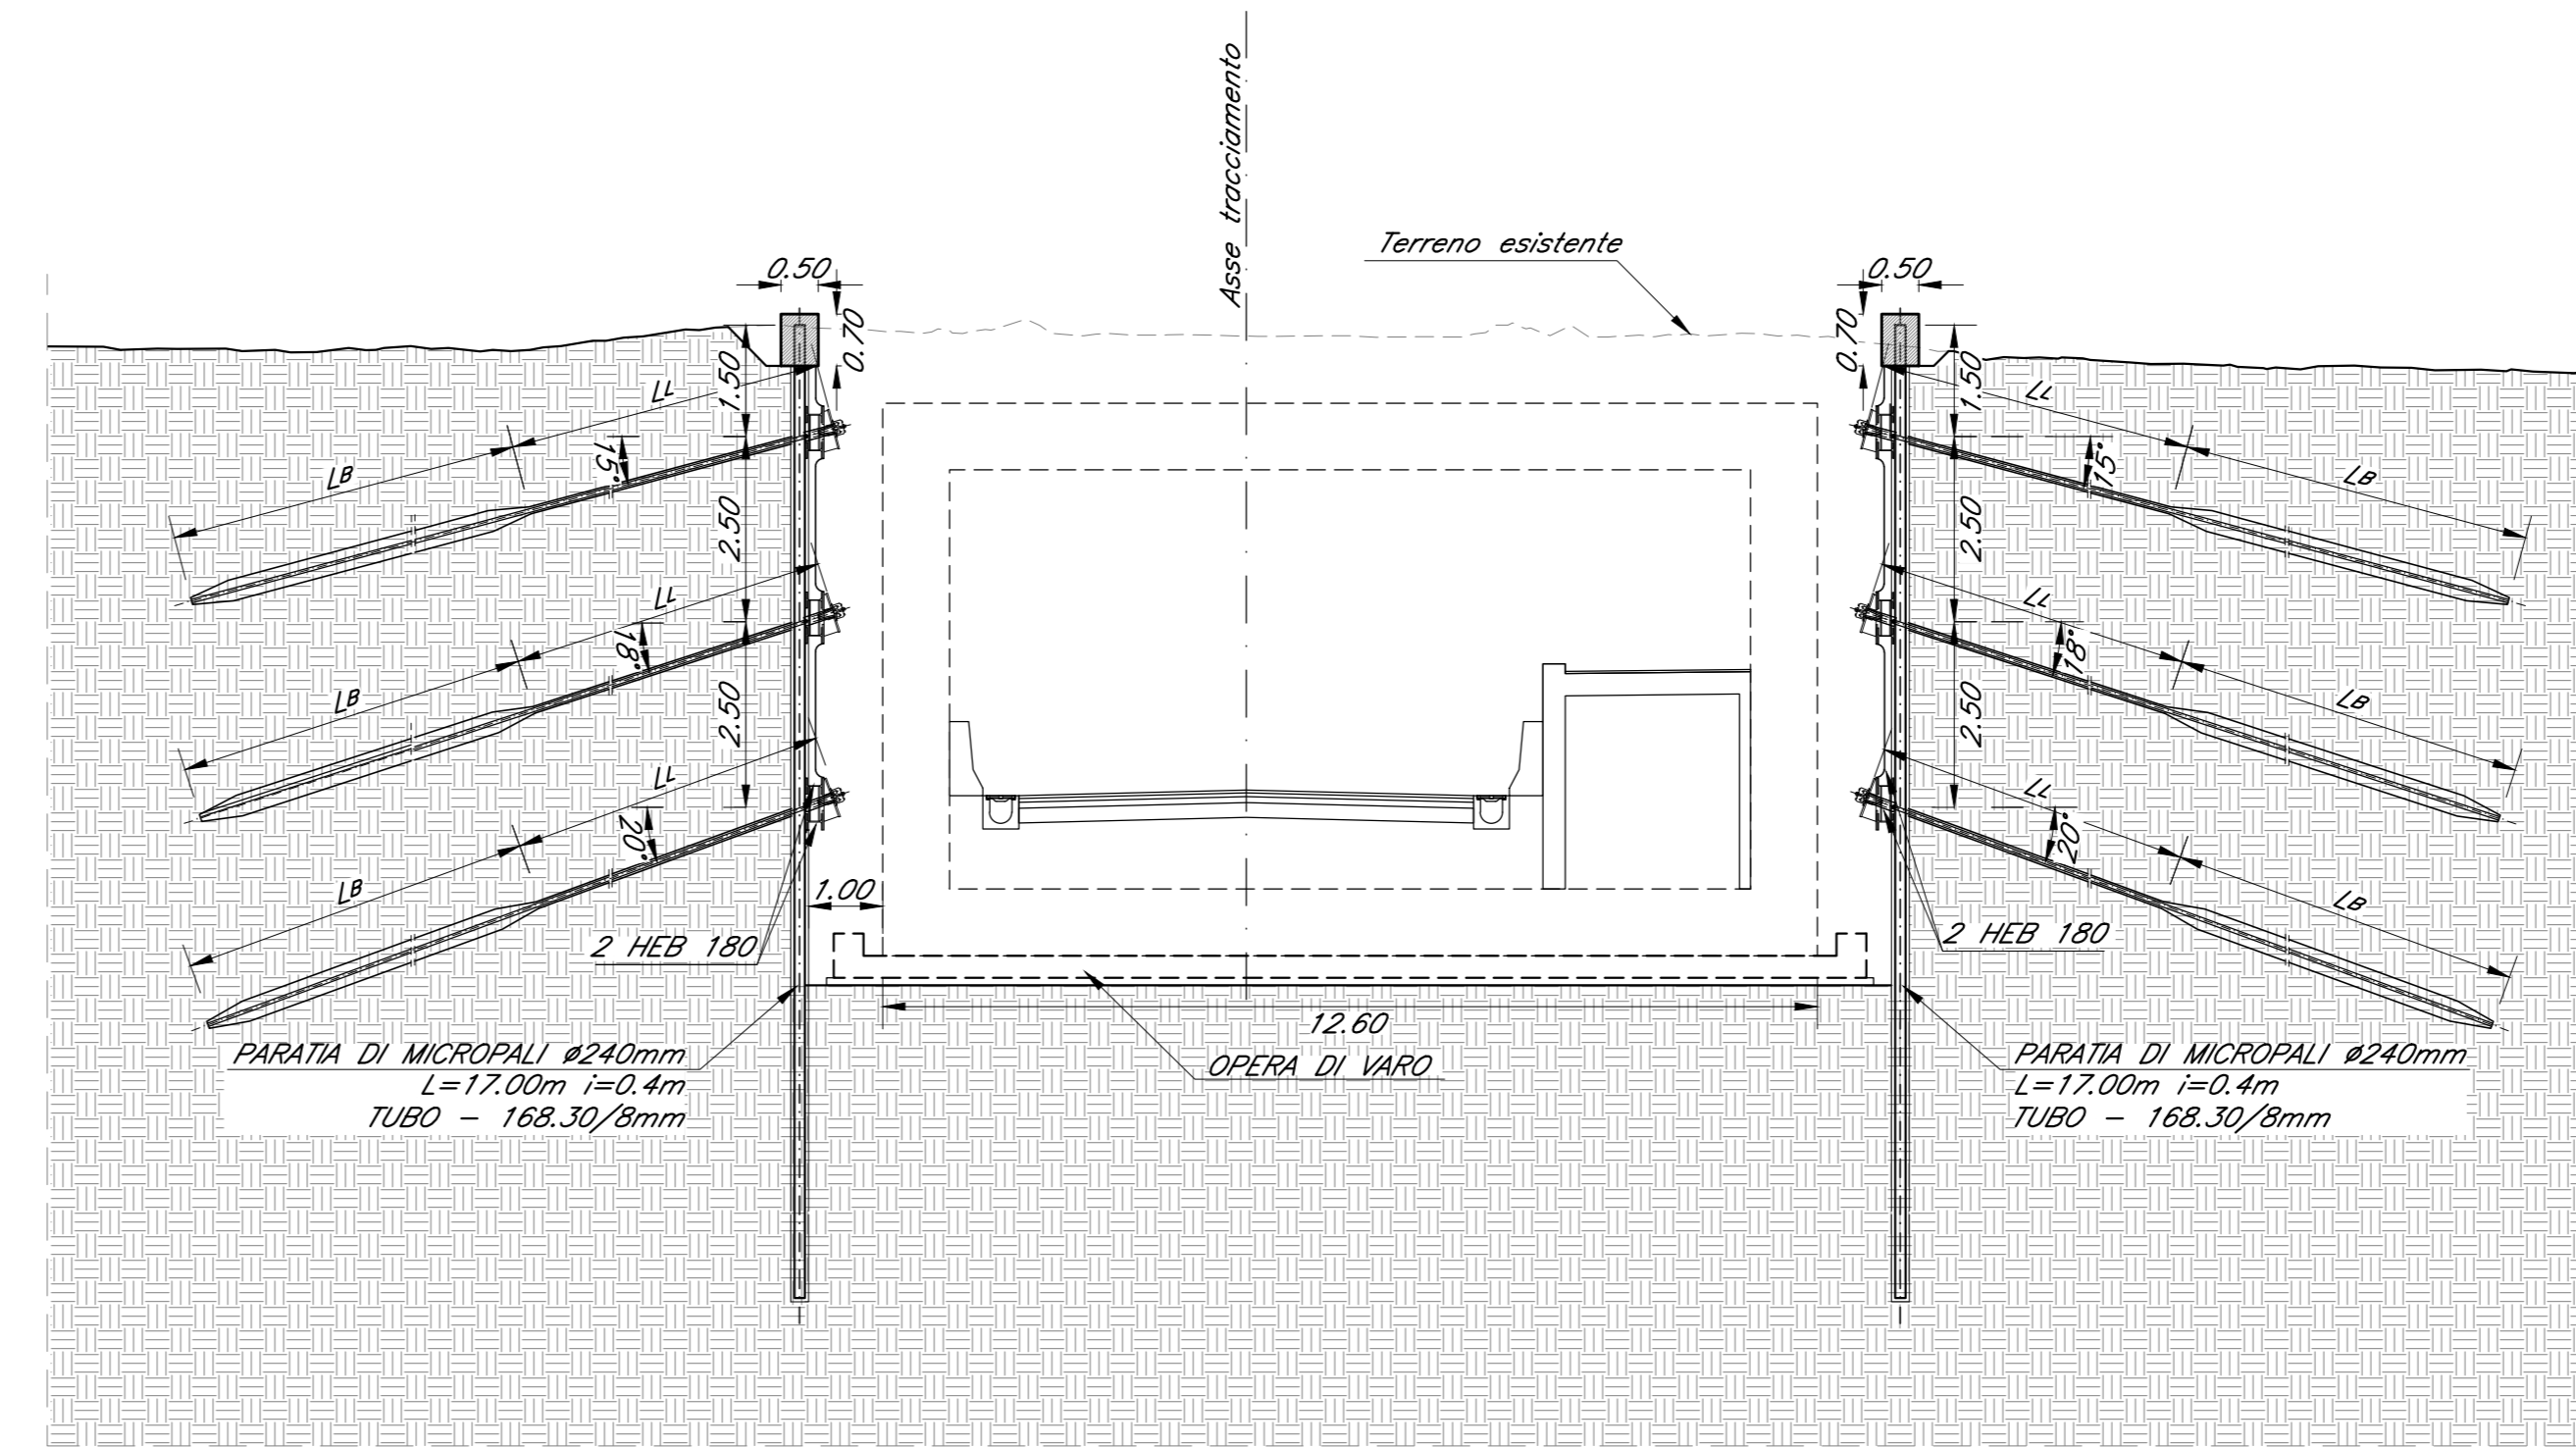 Asse tracciamento
Terreno esistente
0.50
0.50
0.70
0.70
1.50
1.50
LL
LL
LB
LB
15°
15°
2.50
2.50
LL
LL
LB
LB
18°
18°
2.50
2.50
LL
LL
LB
LB
20°
20°
1.00
2 HEB 180
2 HEB 180
12.60
OPERA DI VARO
PARATIA DI MICROPALI ø240mm
L=17.00m i=0.4m
TUBO - 168.30/8mm
PARATIA DI MICROPALI ø240mm
L=17.00m i=0.4m
TUBO - 168.30/8mm